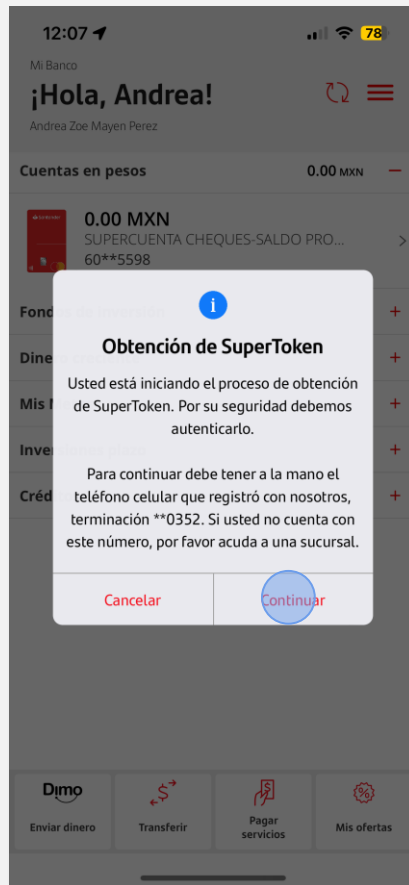 12:07
78
Mi Banco
¡Hola, Andrea!
Andrea Zoe Mayen Perez
Cuentas en pesos 0.00 MXN
0.00 MXN
SUPERCUENTA CHEQUES-SALDO PRO...
60**5598
Obtención de SuperToken
Usted está iniciando el proceso de obtención
de SuperToken. Por su seguridad debemos
autenticarlo.
Para continuar debe tener a la mano el
teléfono celular que registró con nosotros,
terminación **0352. Si usted no cuenta con
este número, por favor acuda a una sucursal.
Cancelar Continuar
Dimo
Enviar dinero
Transferir
Pagar
servicios
Mis ofertas